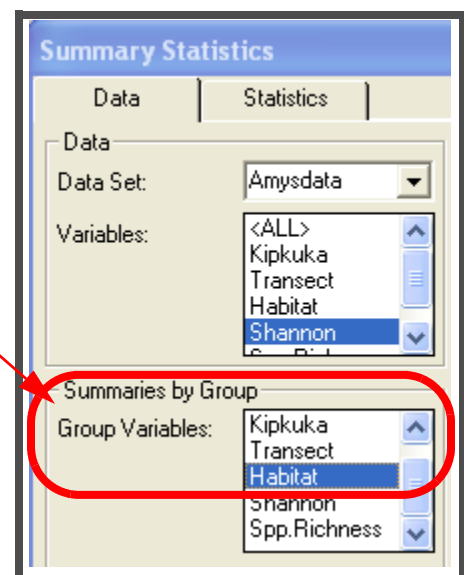 Summary Statistics
Data Statistics
Data
Data Set: Amysdata
Variables: <ALL>
Kipkuka
Transect
Habitat
Shannon
Summaries by Group
Group Variables: Kipkuka
Transect
Habitat
Shannon
Spp.Richness